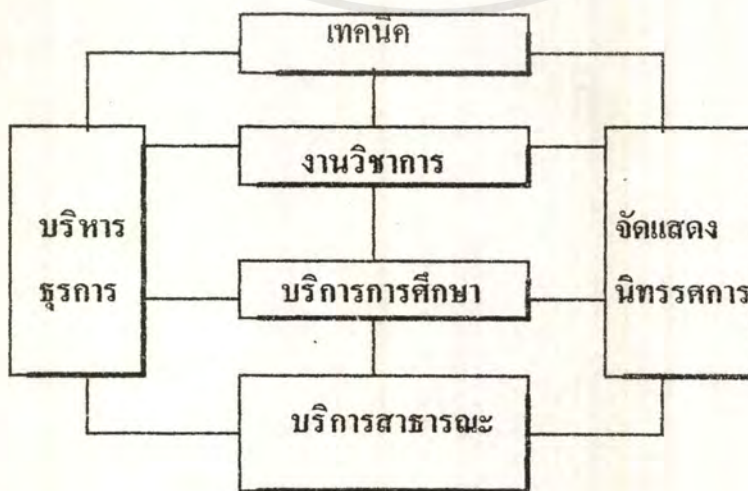 เทคนิค
งานวิชาการ
บริหาร
ธุรการ
จัดแสดง
นิทรรศการ
บริการการศึกษา
บริการสาธารณะ